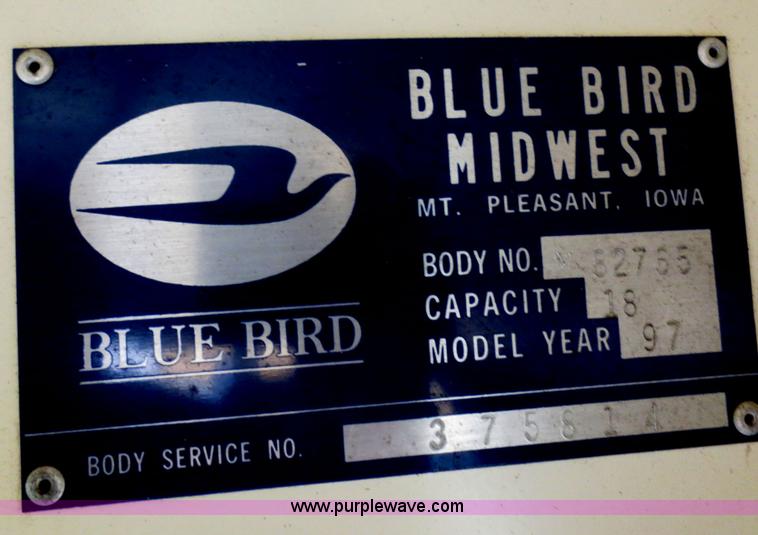 BLUE BIRD
MIDWEST
MT. PLEASANT, IOWA
BLUE BIRD
BODY NO.
CAPACITY 18
MODEL YEAR 97
BODY SERVICE NO.
www.purplewave.com